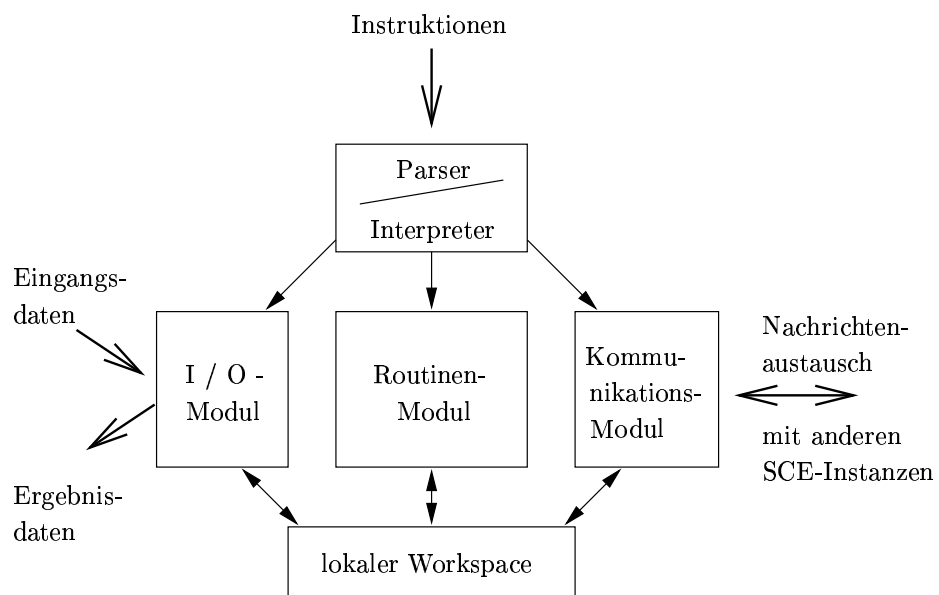 Instruktionen
Parser
Interpreter
Eingangs-
daten
I / O -
Modul
Routinen-
Modul
Kommu-
nikations-
Modul
Nachrichten-
austausch
mit anderen
SCE-Instanzen
Ergebnis-
daten
lokaler Workspace